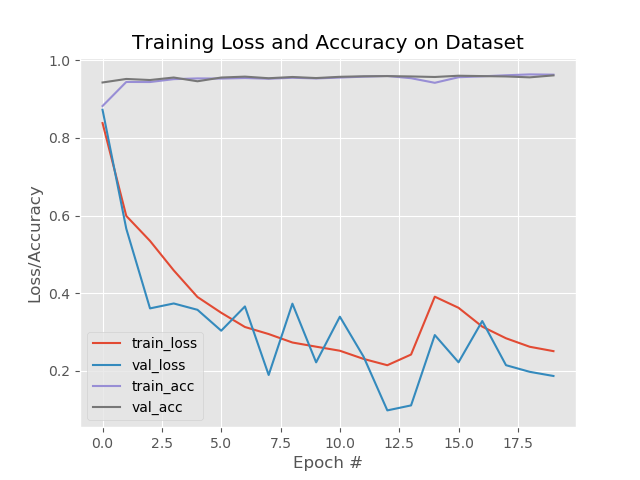 Training Loss and Accuracy on Dataset
1.0
0.8
0.6
0.4
0.2
Loss/Accuracy
train_loss
val_loss
train_acc
val_acc
0.0 2.5 5.0 7.5 10.0 12.5 15.0 17.5
Epoch #